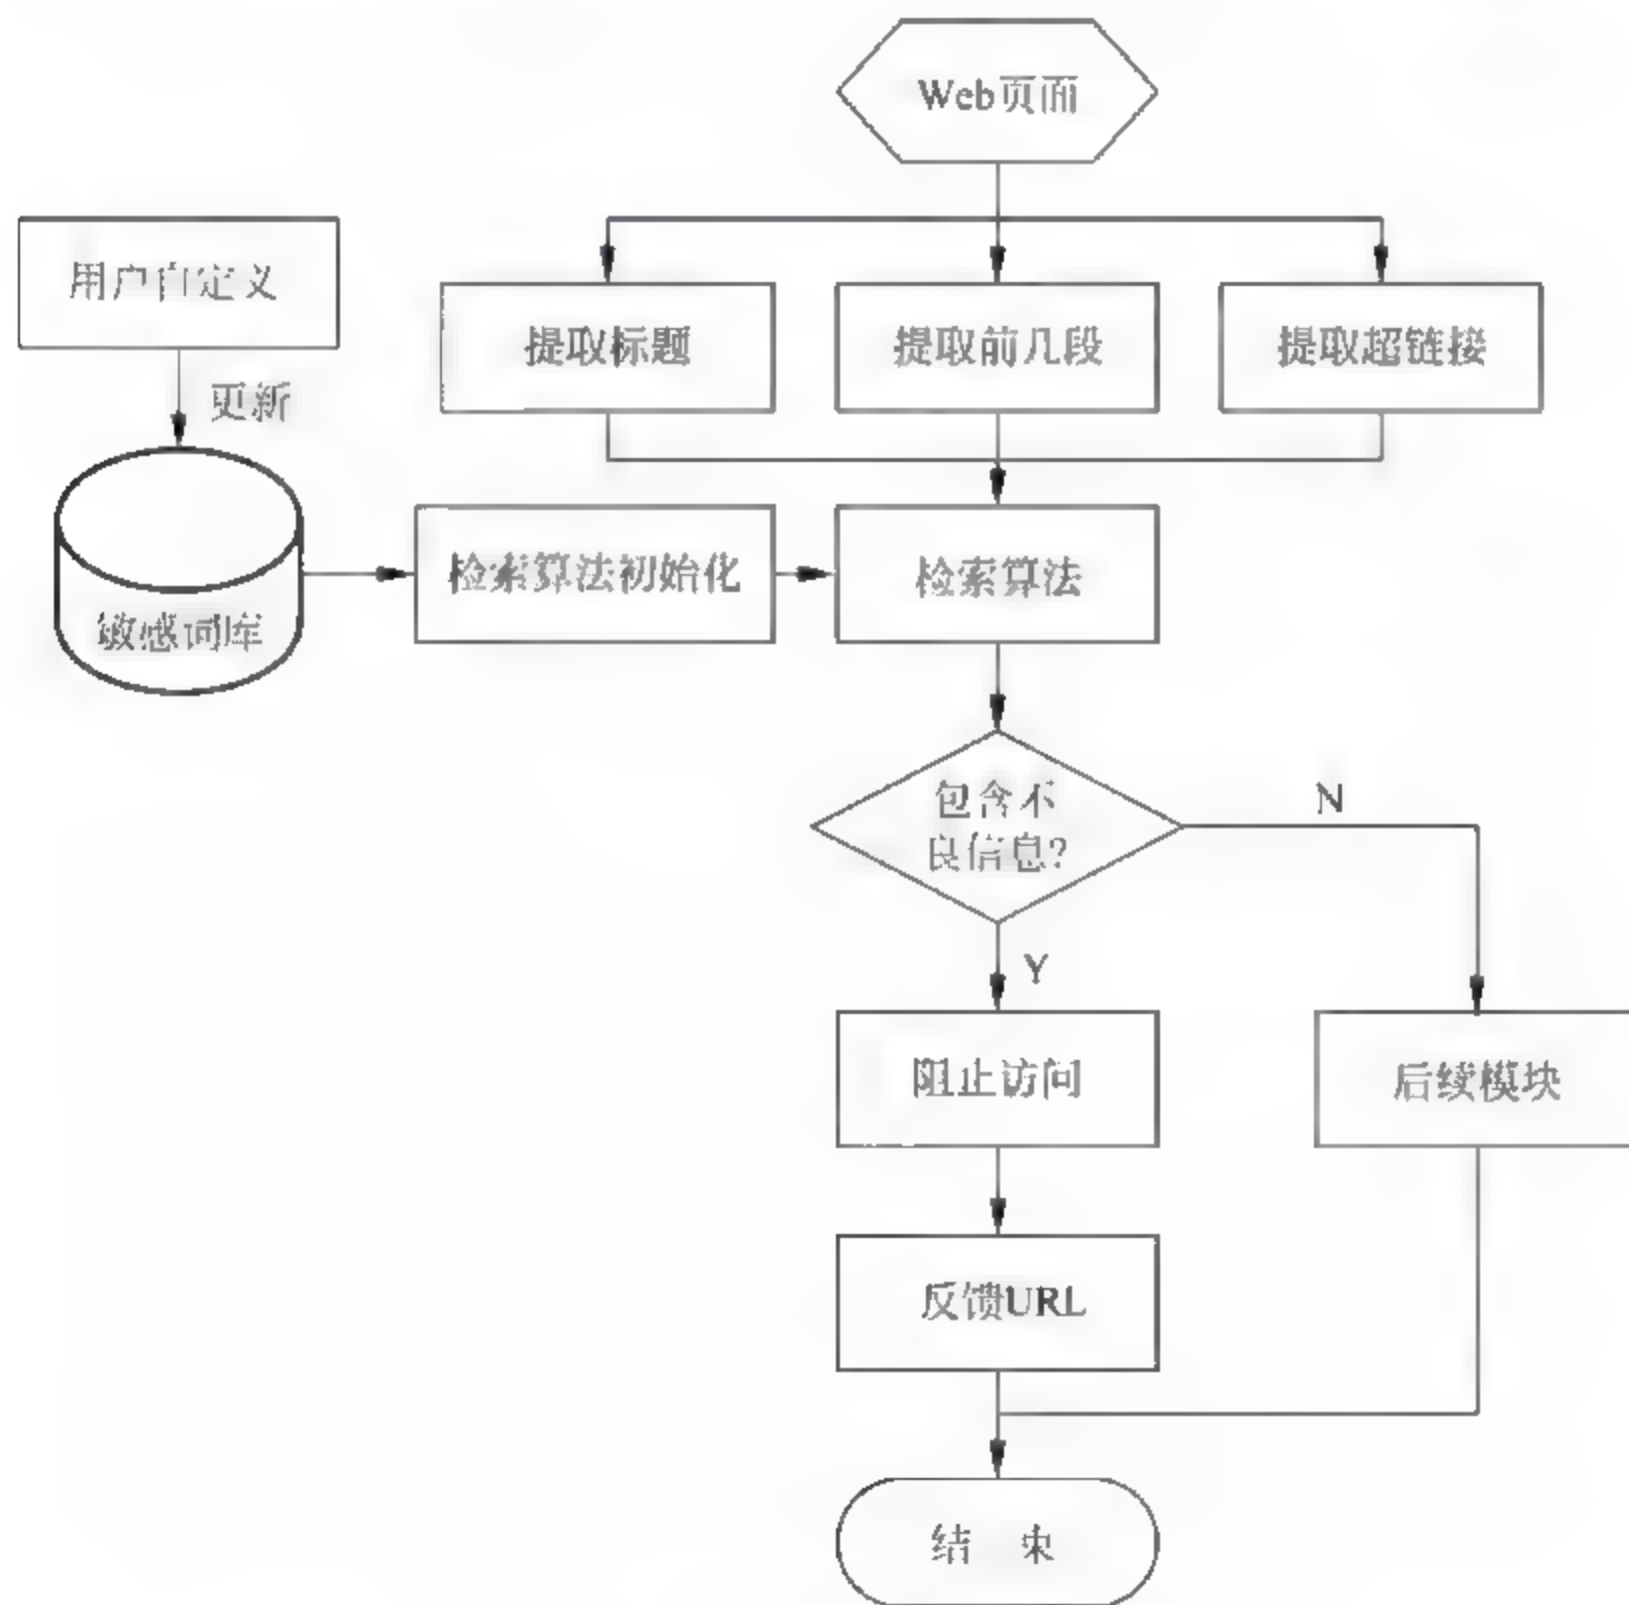 Web页面
用户自定义
提取标题
提取前几段
提取超链接
更新
检索算法初始化
检索算法
敏感词库
包含不
良信息?
N
Y
阻止访问
后续模块
反馈URL
结 束